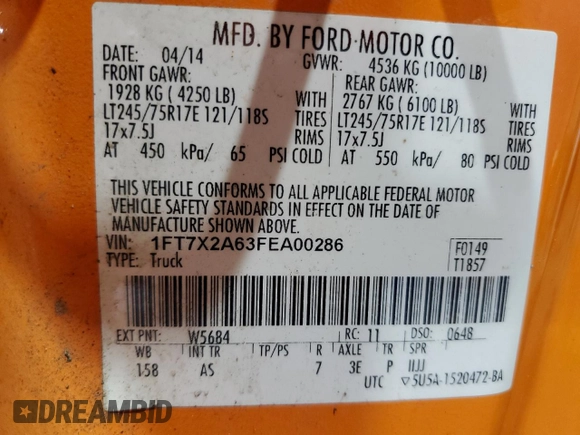 MFD. BY FORD MOTOR CO.
DATE: 04/14 GVWR: 4536 KG (10000 LB)
FRONT GAWR: REAR GAWR:
1928 KG ( 4250 LB) WITH 2767 KG ( 6100 LB) WITH
LT245/75R17E 121/118S TIRES LT245/75R17E 121/118S TIRES
17x7.5J RIMS 17x7.5J RIMS
AT 450 kPa/ 65 PSI COLD AT 550 kPa/ 80 PSI COLD
THIS VEHICLE CONFORMS TO ALL APPLICABLE FEDERAL MOTOR
VEHICLE SAFETY STANDARDS IN EFFECT ON THE DATE OF
MANUFACTURE SHOWN ABOVE.
VIN: 1FT7X2A63FEA00286 F0149
TYPE: Truck T1857
EXT PNT: W5684 RC: 11 DSO: 0648
WB INT TR TP/PS R AXLE TR SPR
158 AS 7 3E P IIJJ
UTC ▽5U5A-1520472-BA
DREAMBID